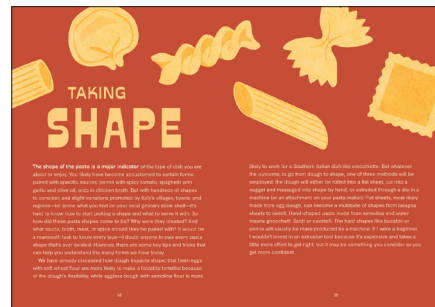 TAKING
SHAPE
The shape of the pasta is a major indicator of the type of dish you are
about to enjoy. You likely have become accustomed to certain forms
paired with specific sauces: penne with spicy tomato, spaghetti with
garlic and olive oil, orzo in chicken broth. But with hundreds of shapes
to consider, and slight variations presented by Italy's villages, towns, and
regions—let alone what you find on your local grocery store shelf—it's
hard to know how to start picking a shape and what to serve it with. So
how did these pasta shapes come to be? Why were they created? And
what sauce, broth, meat, or spice should they be paired with? It would be
a mammoth task to know every type—I doubt anyone knows every pasta
shape that's ever existed. However, there are some key tips and tricks that
can help you understand the many forms we have today.
We have already discussed how dough impacts shape: that fresh eggs
with soft wheat flour are more likely to make a foldable tortellini because
of the dough's flexibility, while eggless dough with semolina flour is more
likely to work for a Southern Italian dish like orecchiette. But whatever
the outcome, to go from dough to shape, one of these methods will be
employed: the dough will either be rolled into a flat sheet, cut into a
nugget and massaged into shape by hand, or extruded through a die in a
machine (or an attachment on your pasta maker). Flat sheets, most likely
made from egg dough, can become a multitude of shapes from lasagna
sheets to ravioli. Hand-shaped pasta made from semolina and water
means gnocchetti Sardi or cavatelli. The hard shapes like bucatini or
penne will usually be mass-produced by a machine. If I were a beginner,
I wouldn't invest in an extrusion tool because it's expensive and takes a
little more effort to get right, but it may be something you consider as you
get more confident.